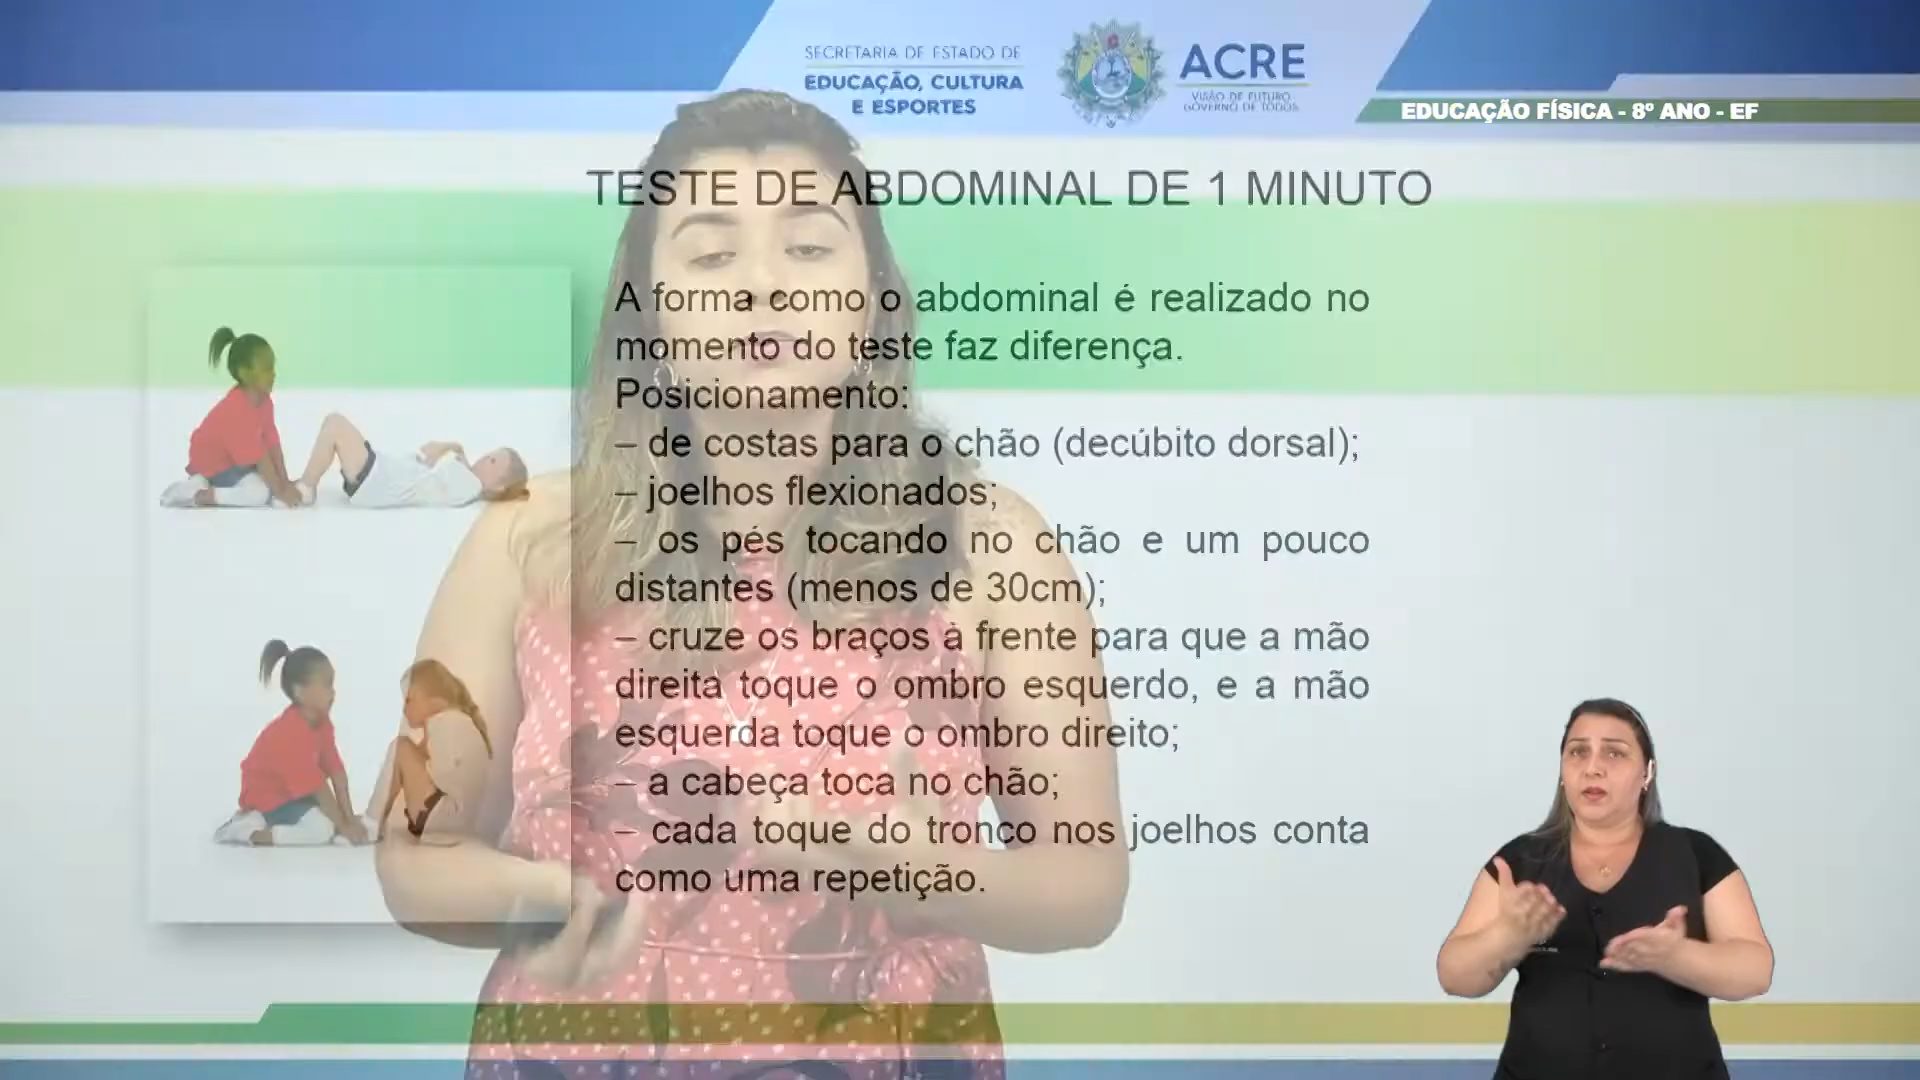 SECRETARIA DE ESTADO DE
EDUCAÇÃO, CULTURA
E ESPORTES
ACRE
VISÃO DE FUTURO
GOVERNO DE TODOS
EDUCAÇÃO FÍSICA - 8º ANO - EF
TESTE DE ABDOMINAL DE 1 MINUTO
A forma como o abdominal é realizado no
momento do teste faz diferença.
Posicionamento:
– de costas para o chão (decúbito dorsal);
– joelhos flexionados;
– os pés tocando no chão e um pouco
distantes (menos de 30cm);
– cruze os braços à frente para que a mão
direita toque o ombro esquerdo, e a mão
esquerda toque o ombro direito;
– a cabeça toca no chão;
– cada toque do tronco nos joelhos conta
como uma repetição.